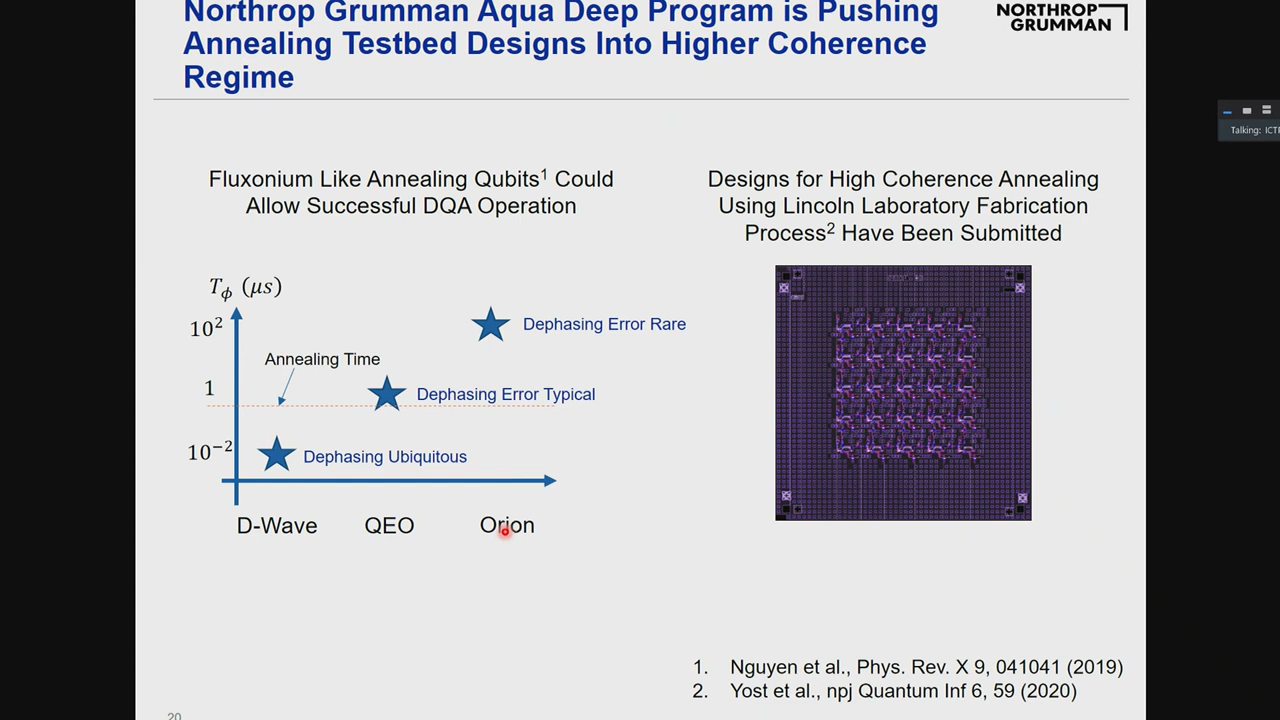 Northrop Grumman Aqua Deep Program is Pushing
Annealing Testbed Designs Into Higher Coherence
Regime
NORTHROP
GRUMMAN
Talking: ICT
Fluxonium Like Annealing Qubits¹ Could
Allow Successful DQA Operation
Designs for High Coherence Annealing
Using Lincoln Laboratory Fabrication
Process² Have Been Submitted
T_ϕ (μs)
10²
Dephasing Error Rare
Annealing Time
1
Dephasing Error Typical
10⁻²
Dephasing Ubiquitous
D-Wave QEO Orion
1. Nguyen et al., Phys. Rev. X 9, 041041 (2019)
2. Yost et al., npj Quantum Inf 6, 59 (2020)
20